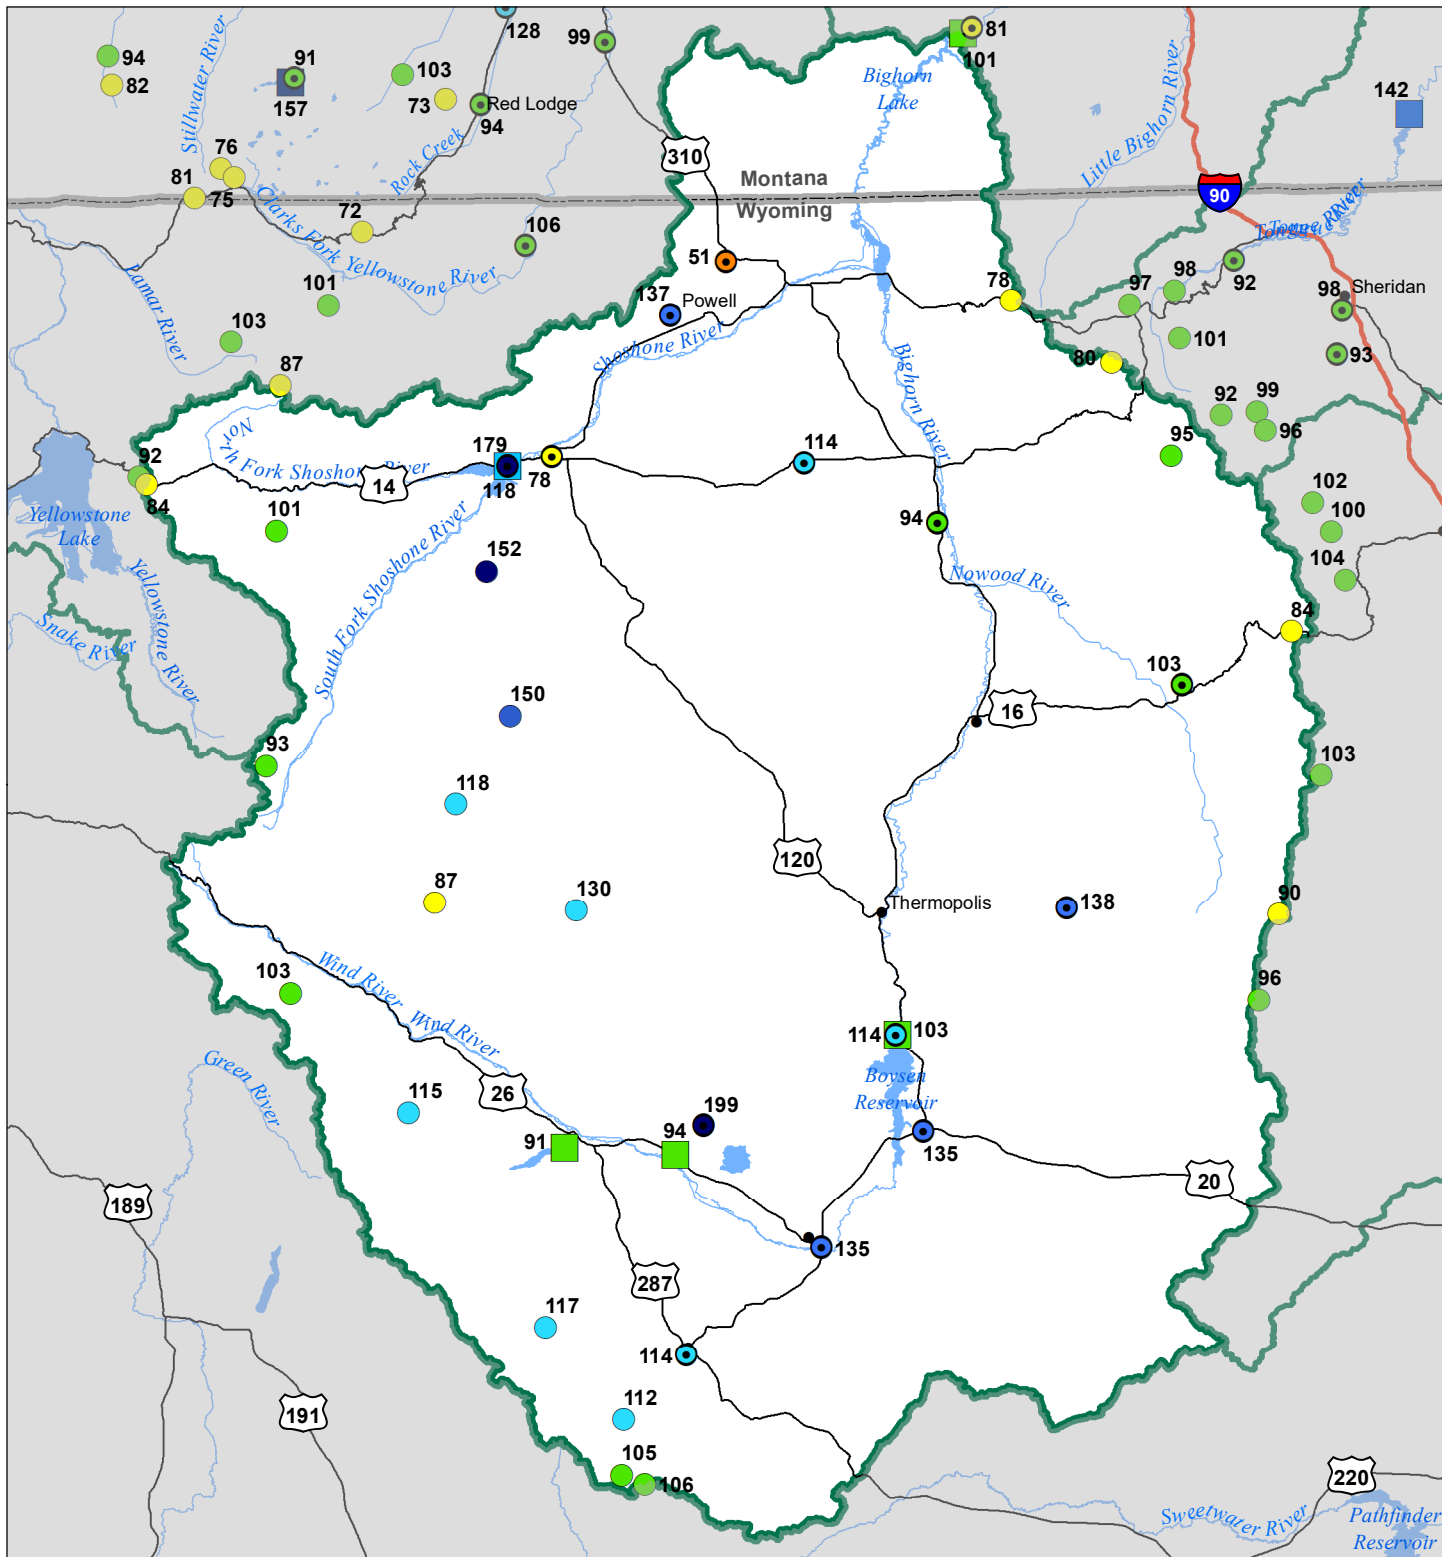 128
99
81
94
91
103
101
Bighorn
Lake
82
157
73
Red Lodge
94
142
Stillwater River
Rock Creek
Little Bighorn River
310
76
81
75
Montana
Wyoming
90
72
Clarks Fork Yellowstone River
106
Tongue River
Tongue River
92
51
137
Powell
78
97
98
98
Sheridan
101
Lamar River
103
101
Shoshone River
Bighorn River
93
87
80
92
99
96
North Fork Shoshone River
179
118
78
114
95
92
84
14
Yellowstone
Lake
101
94
102
100
152
104
South Fork Shoshone River
Nowood River
Yellowstone River
Snake River
84
103
150
16
93
103
118
120
87
130
Thermopolis
138
90
103
Wind River
Wind River
96
114
103
Green River
Boysen
Reservoir
115
26
199
91
94
135
20
189
135
287
117
114
191
112
105
106
220
Sweetwater River
Pathfinder
Reservoir